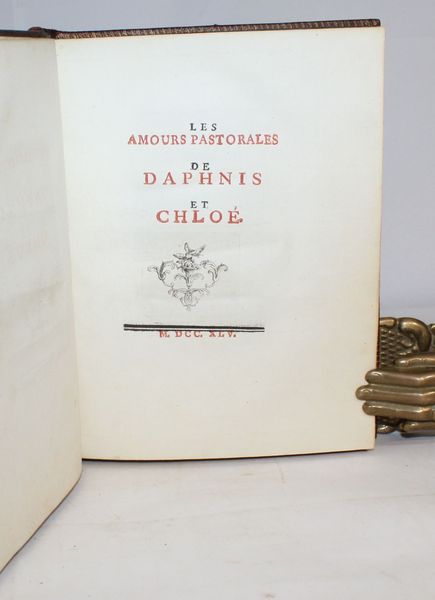 LES
AMOURS PASTORALES
DE
DAPHNIS
ET
CHLOÉ.
M. DCC. XLV.